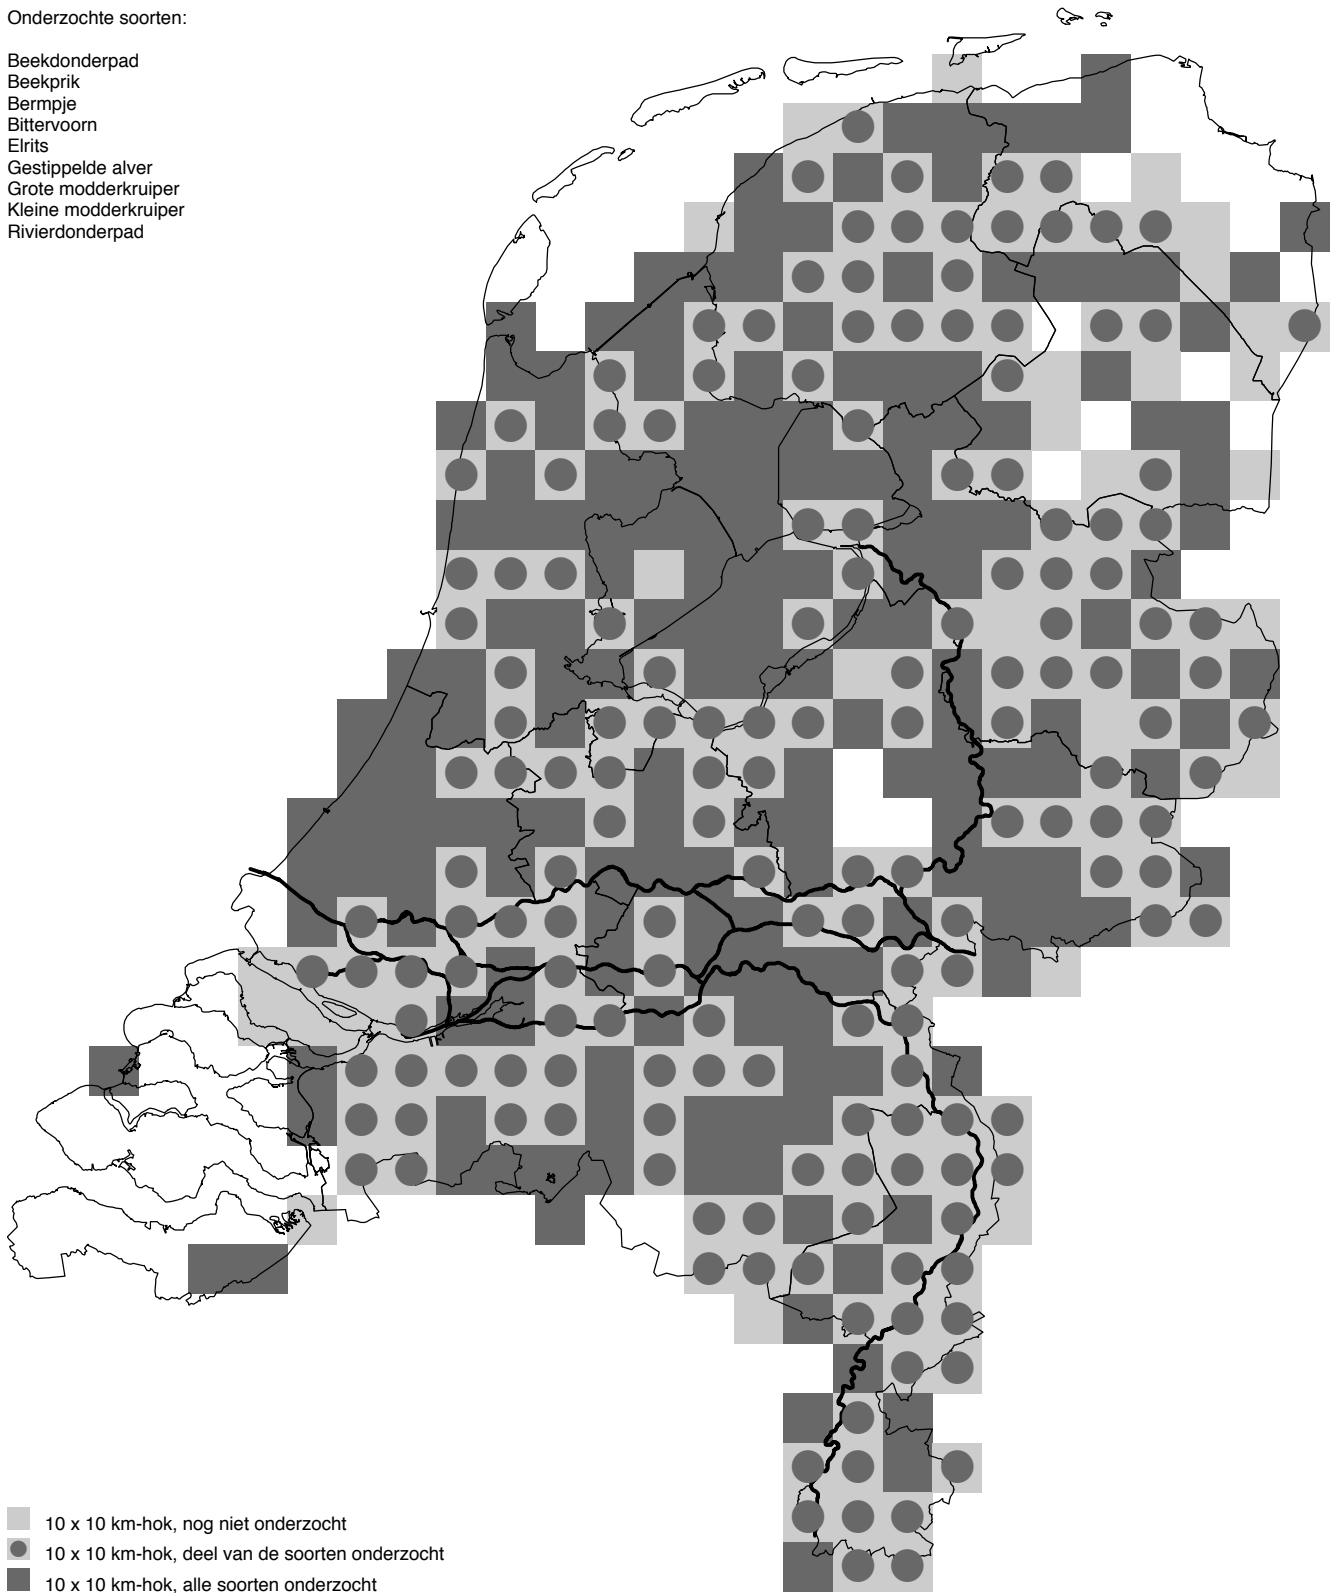 Onderzochte soorten:
Beekdonderpad
Beekprik
Bermpje
Bittervoorn
Elrits
Gestippelde alver
Grote modderkruiper
Kleine modderkruiper
Rivierdonderpad
10 x 10 km-hok, nog niet onderzocht
10 x 10 km-hok, deel van de soorten onderzocht
10 x 10 km-hok, alle soorten onderzocht